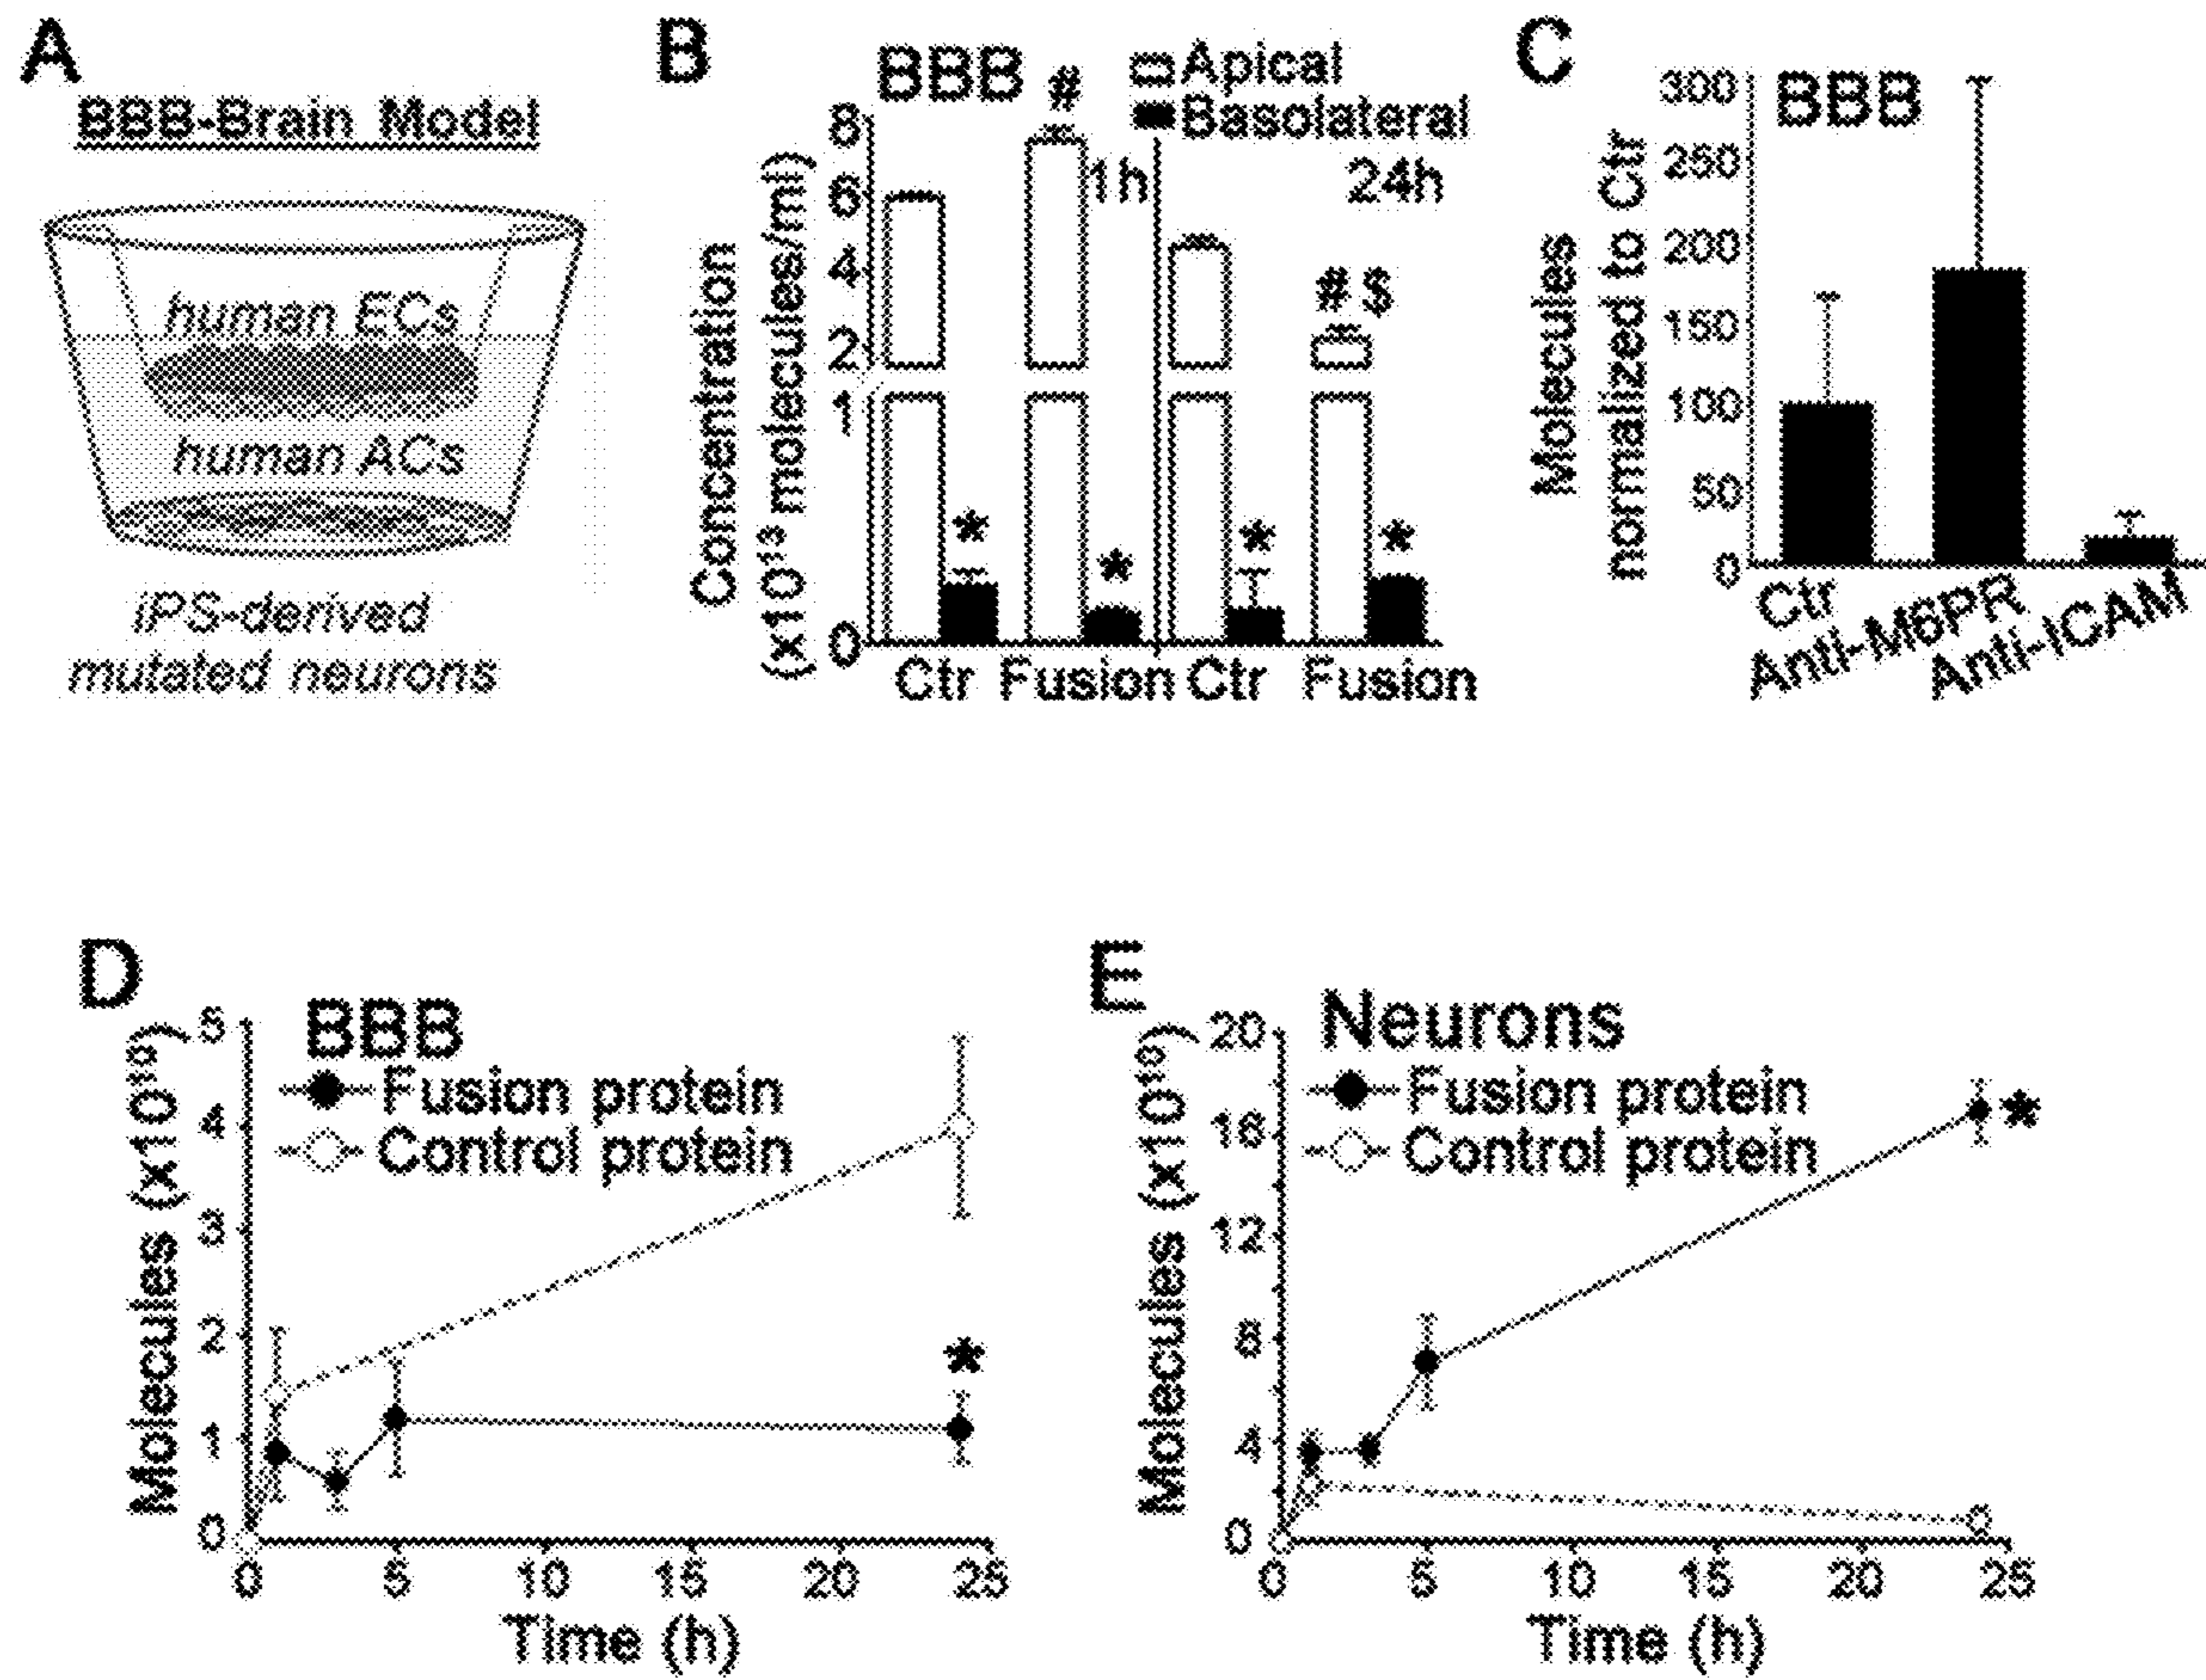 A
BBB-Brain Model
human ECs
human ACs
iPS-derived
mutated neurons
B
BBB
#
Apical
Basolateral
1h
24h
# $
Concentration
(x10¹³ molecules/ml)
8
6
4
2
1
0
*
*
*
*
Ctr Fusion Ctr Fusion
C
BBB
Molecules
normalized to Ctr
300
250
200
150
100
50
0
Ctr
Anti-M6PR
Anti-ICAM
D
BBB
Fusion protein
Control protein
Molecules (x10¹⁰)
5
4
3
2
1
0
*
0 5 10 15 20 25
Time (h)
E
Neurons
Fusion protein
Control protein
Molecules (x10¹⁰)
20
16
12
8
4
0
*
0 5 10 15 20 25
Time (h)